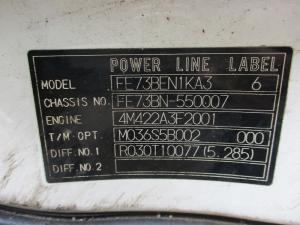 POWER LINE LABEL
MODEL FE73BEN1KA3 6
CHASSIS NO. FE73BN-550007
ENGINE 4M422A3F2001
T/M.OPT. M036S5B002 000
DIFF.NO.1 R030T10077(5.285)
DIFF.NO.2